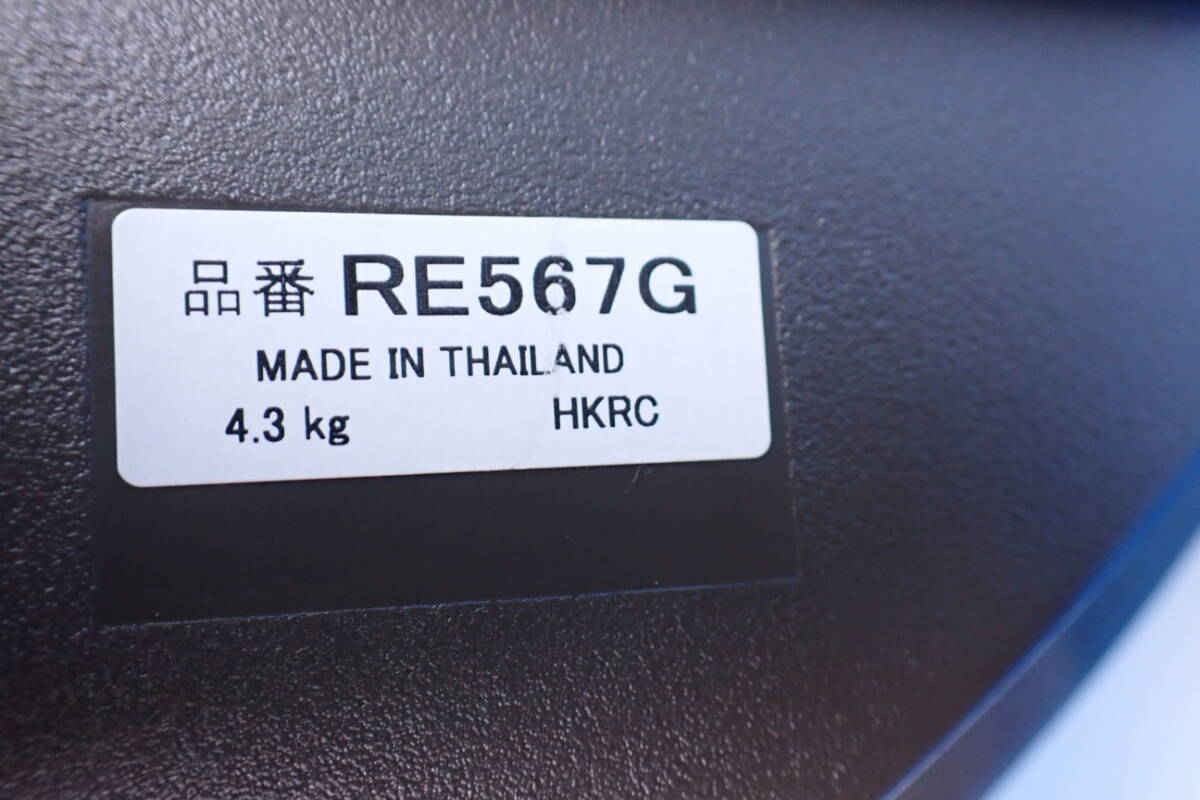 品番 RE567G
MADE IN THAILAND
4.3 kg HKRC